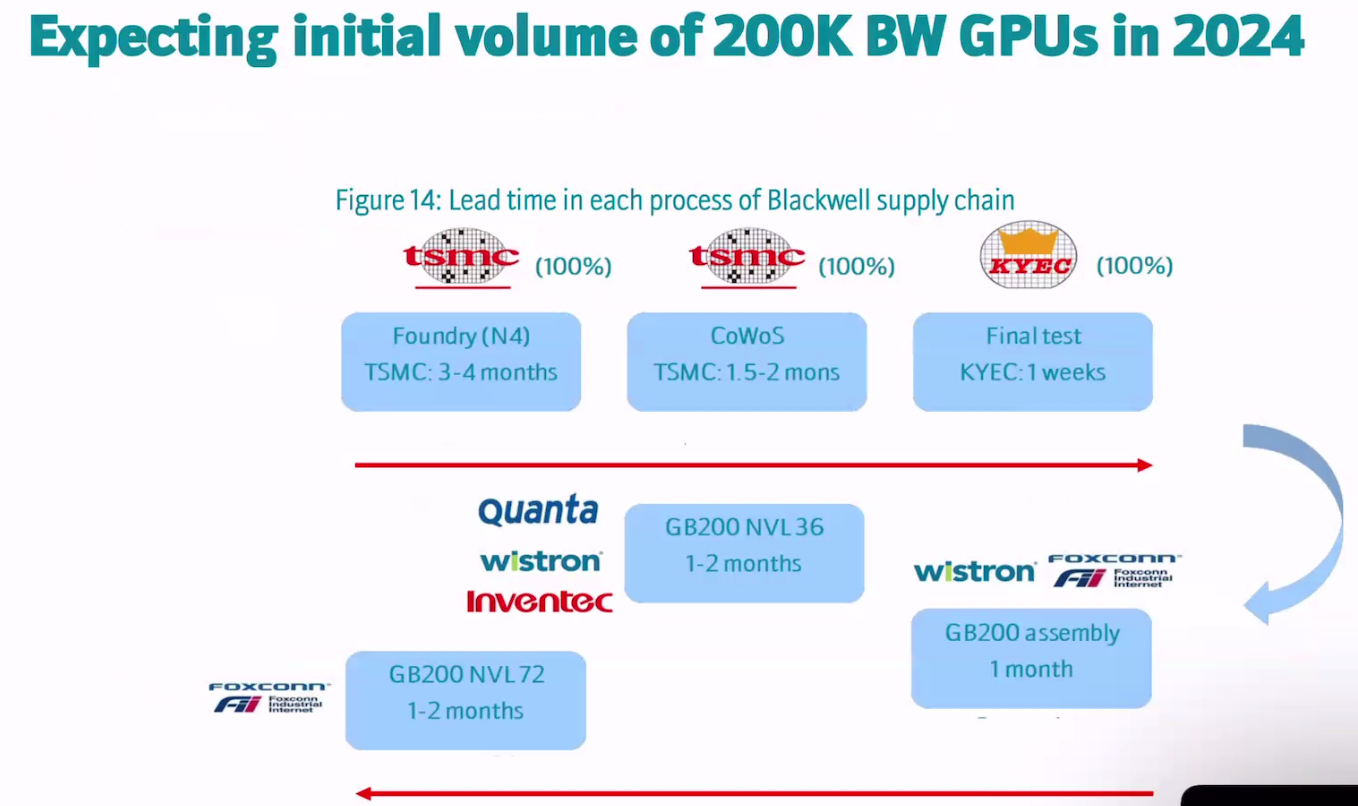 Expecting initial volume of 200K BW GPUs in 2024
Figure 14: Lead time in each process of Blackwell supply chain
tsmc (100%)
tsmc (100%)
KYEC (100%)
Foundry (N4)
TSMC: 3-4 months
CoWoS
TSMC: 1.5-2 mons
Final test
KYEC: 1 weeks
Quanta
wistron
Inventec
GB200 NVL 36
1-2 months
wistron
FOXCONN
Fii Foxconn
Industrial
Internet
GB200 assembly
1 month
FOXCONN
Fii Foxconn
Industrial
Internet
GB200 NVL 72
1-2 months